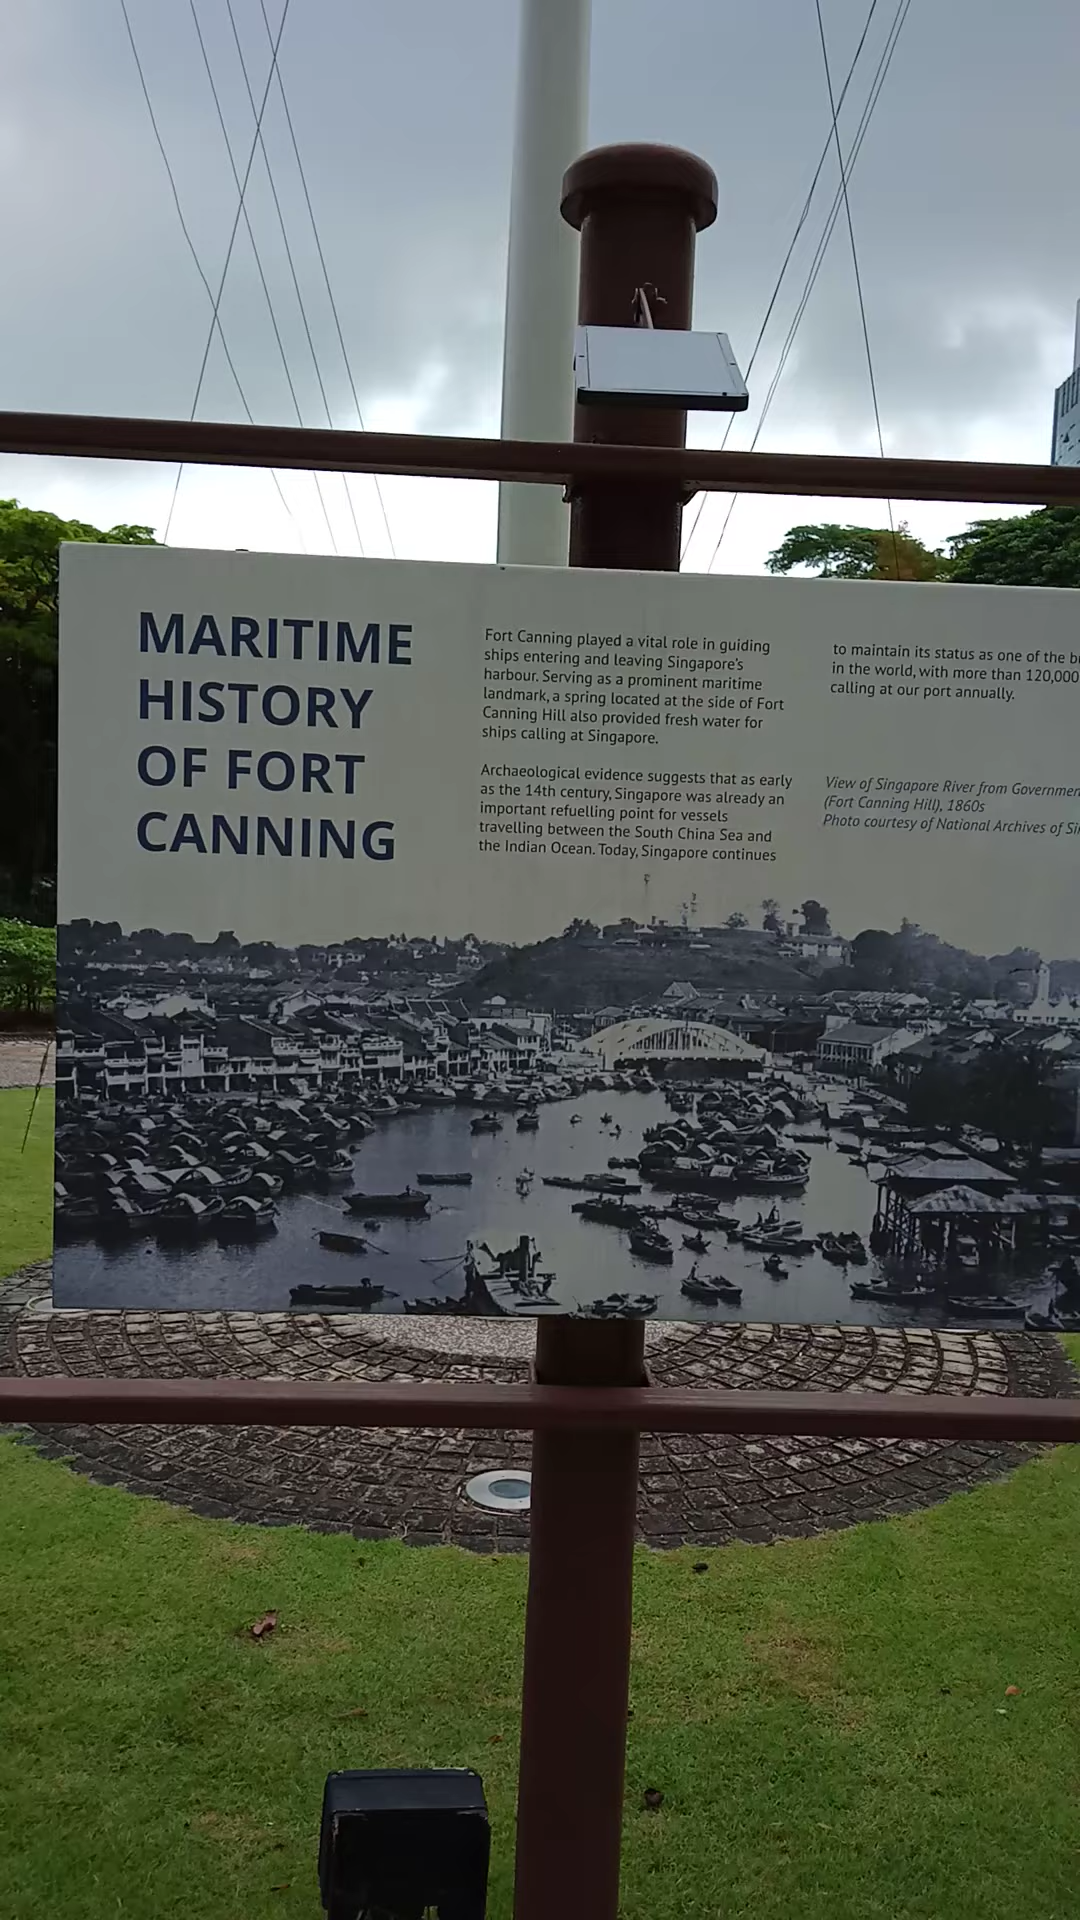 MARITIME
HISTORY
OF FORT
CANNING
Fort Canning played a vital role in guiding
ships entering and leaving Singapore's
harbour. Serving as a prominent maritime
landmark, a spring located at the side of Fort
Canning Hill also provided fresh water for
ships calling at Singapore.
Archaeological evidence suggests that as early
as the 14th century, Singapore was already an
important refuelling point for vessels
travelling between the South China Sea and
the Indian Ocean. Today, Singapore continues
to maintain its status as one of the
in the world, with more than 120,000
calling at our port annually.
View of Singapore River from
(Fort Canning Hill), 1860s
Photo courtesy of National Archives of